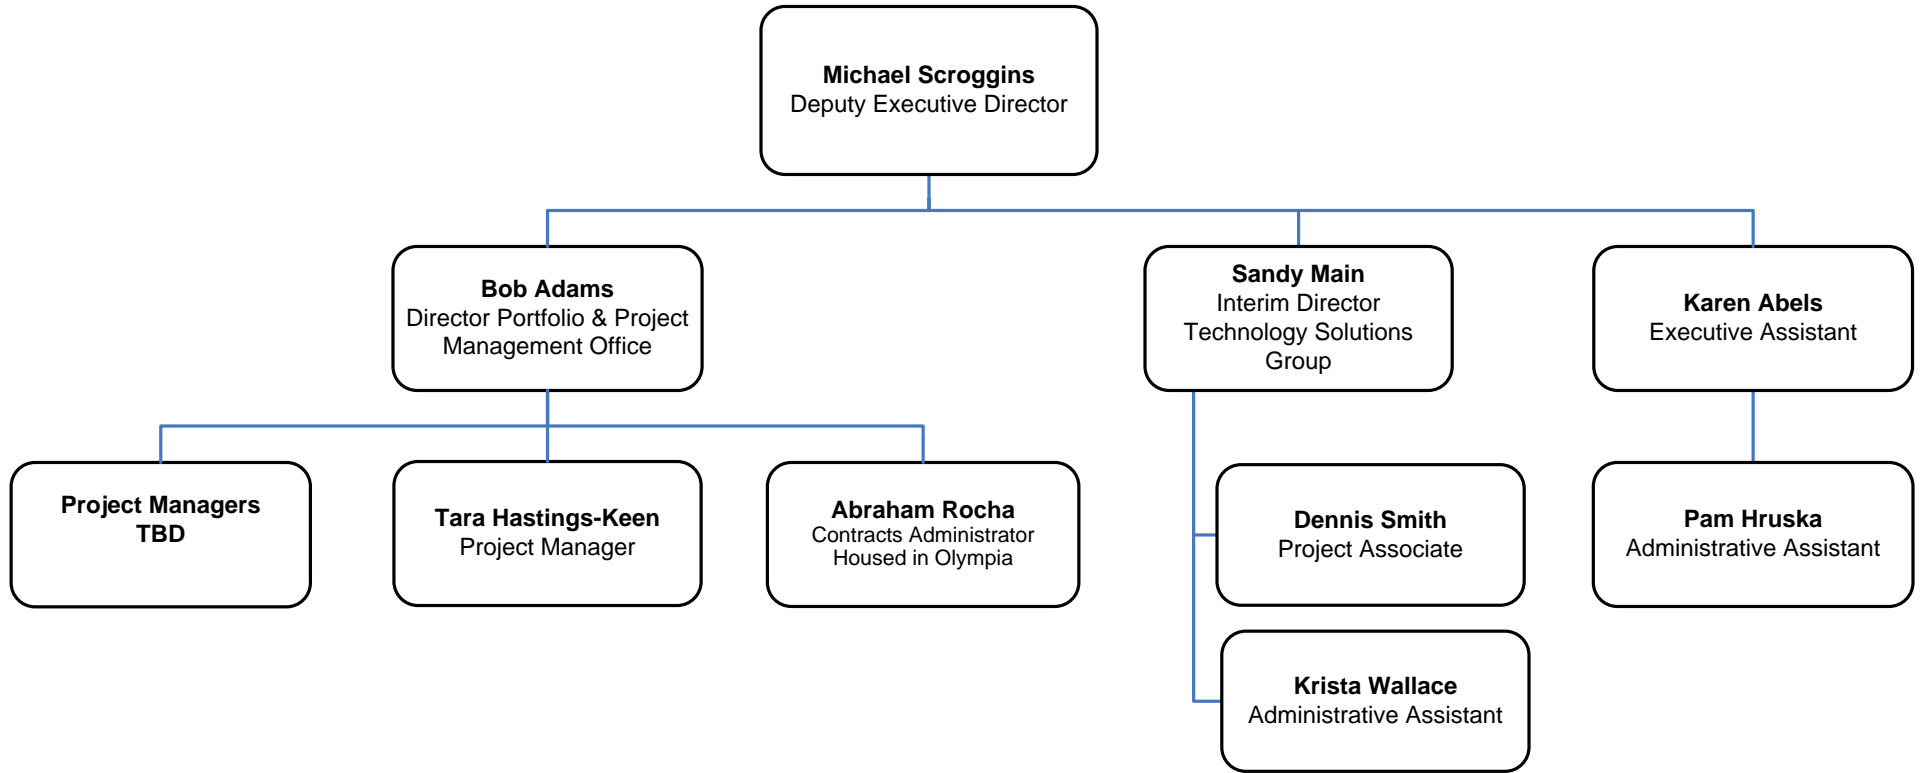 Michael Scroggins
Deputy Executive Director
Bob Adams
Director Portfolio & Project
Management Office
Sandy Main
Interim Director
Technology Solutions
Group
Karen Abels
Executive Assistant
Project Managers
TBD
Tara Hastings-Keen
Project Manager
Abraham Rocha
Contracts Administrator
Housed in Olympia
Dennis Smith
Project Associate
Pam Hruska
Administrative Assistant
Krista Wallace
Administrative Assistant